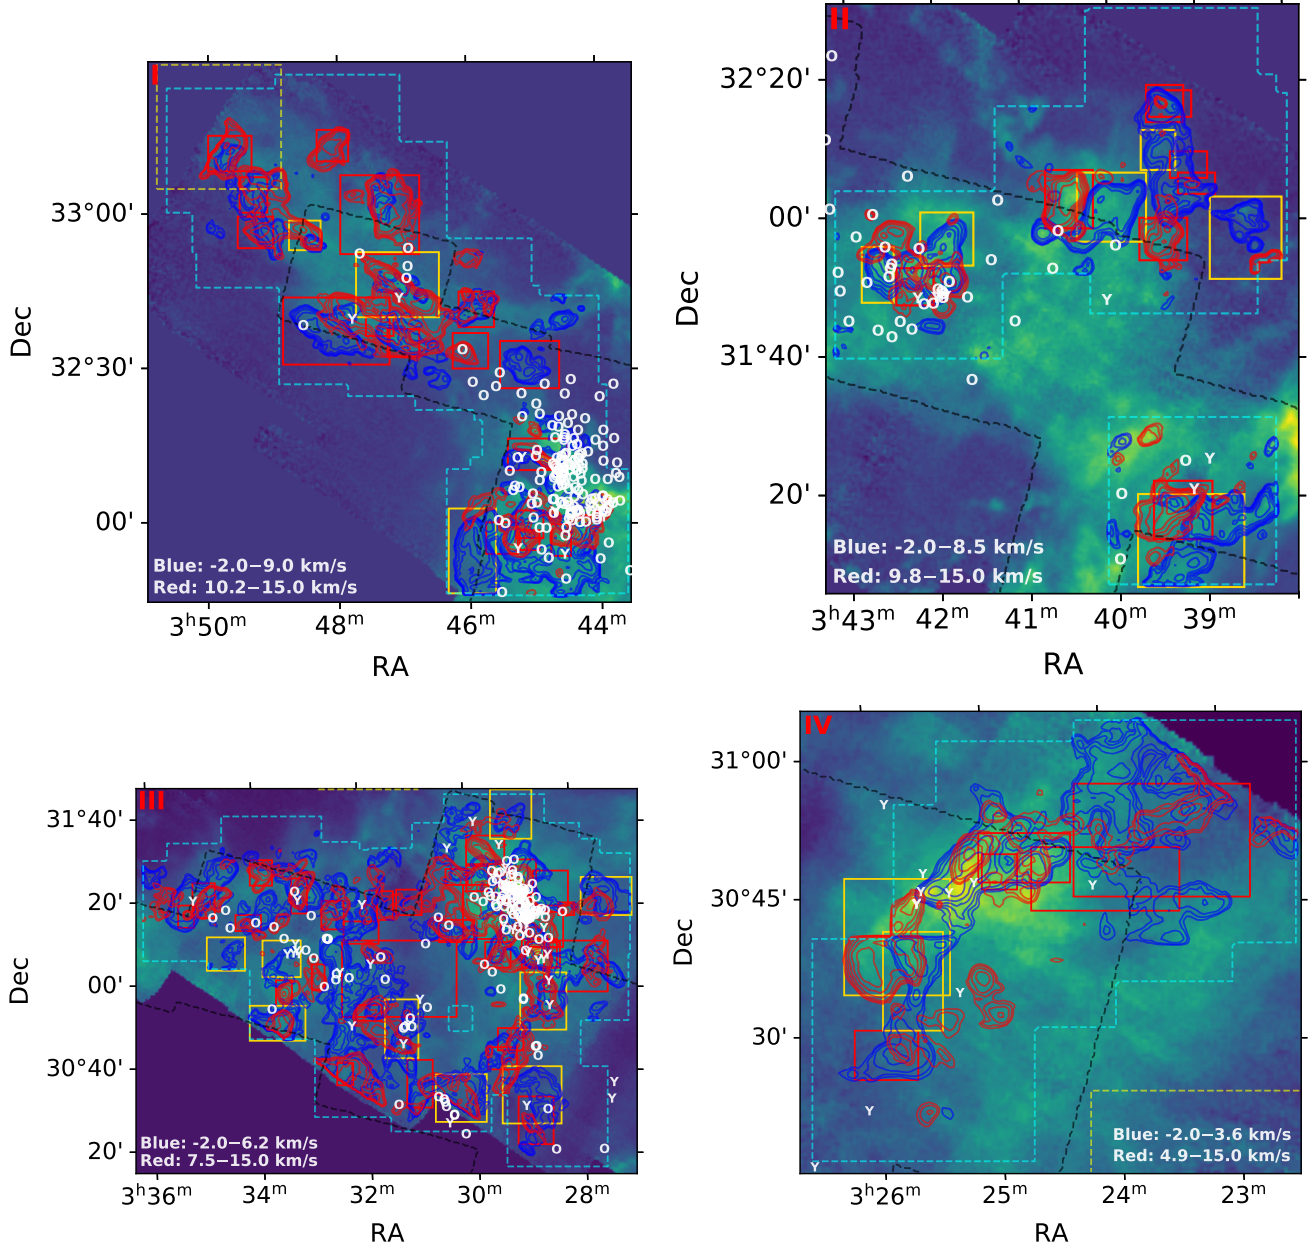 I
33°00'
32°30'
00'
Dec
Blue: -2.0−9.0 km/s
Red: 10.2−15.0 km/s
3ʰ50ᵐ 48ᵐ 46ᵐ 44ᵐ
RA
II
32°20'
00'
31°40'
20'
Dec
Blue: -2.0−8.5 km/s
Red: 9.8−15.0 km/s
3ʰ43ᵐ 42ᵐ 41ᵐ 40ᵐ 39ᵐ
RA
III
31°40'
20'
00'
30°40'
20'
Dec
Blue: -2.0−6.2 km/s
Red: 7.5−15.0 km/s
3ʰ36ᵐ 34ᵐ 32ᵐ 30ᵐ 28ᵐ
RA
IV
31°00'
30°45'
30'
Dec
Blue: -2.0−3.6 km/s
Red: 4.9−15.0 km/s
3ʰ26ᵐ 25ᵐ 24ᵐ 23ᵐ
RA